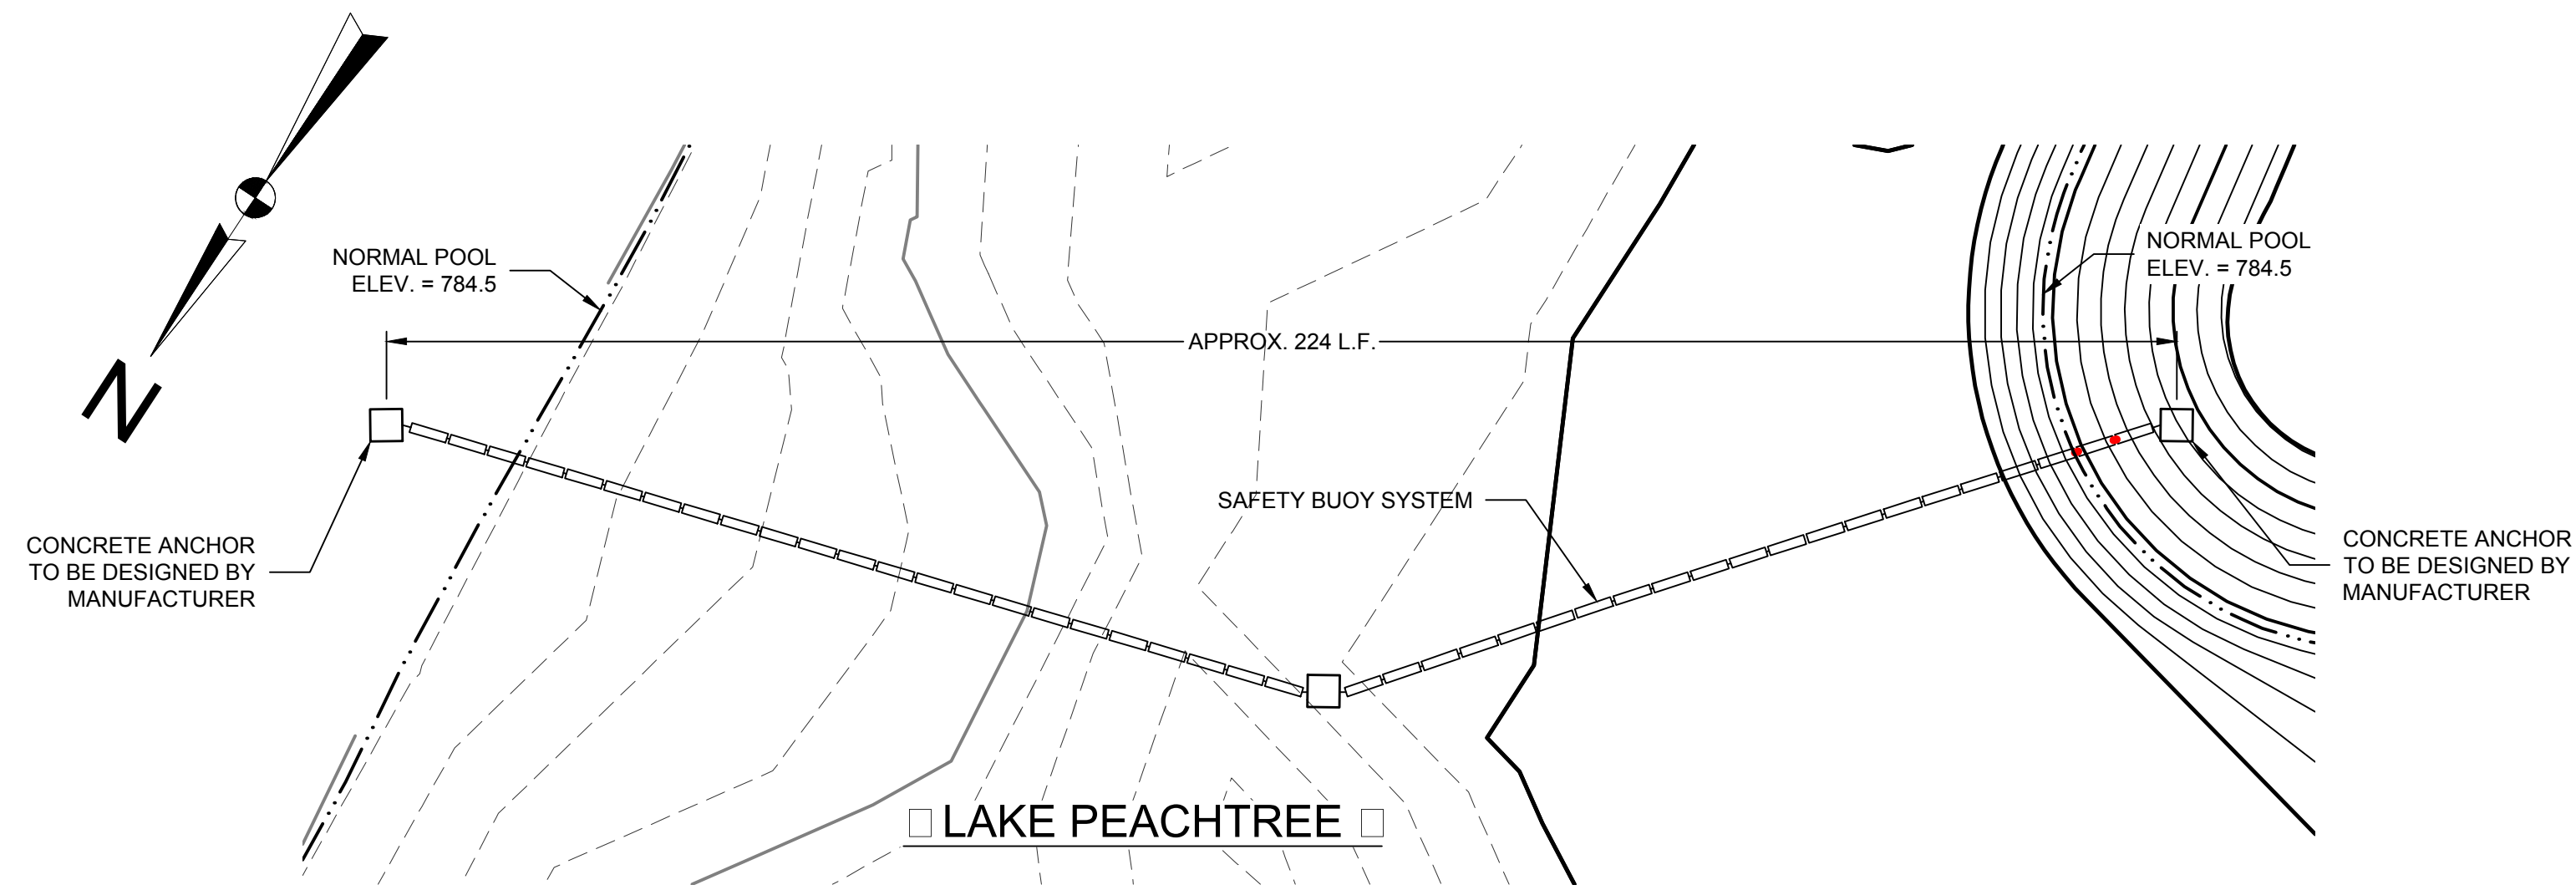 NORMAL POOL
ELEV. = 784.5
NORMAL POOL
ELEV. = 784.5
APPROX. 224 L.F.
N
SAFETY BUOY SYSTEM
CONCRETE ANCHOR
TO BE DESIGNED BY
MANUFACTURER
CONCRETE ANCHOR
TO BE DESIGNED BY
MANUFACTURER
LAKE PEACHTREE